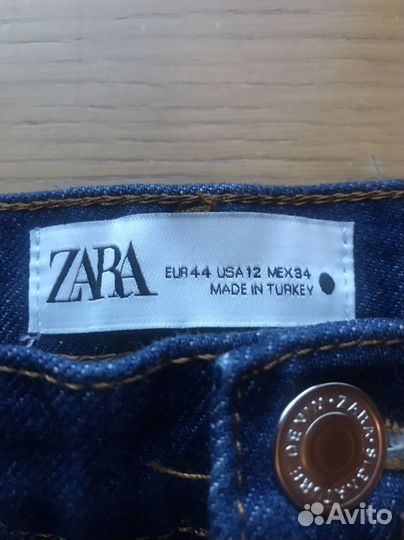 ZARA
EUR 44 USA 12 MEX 34
MADE IN TURKEY
ZARA
Avito